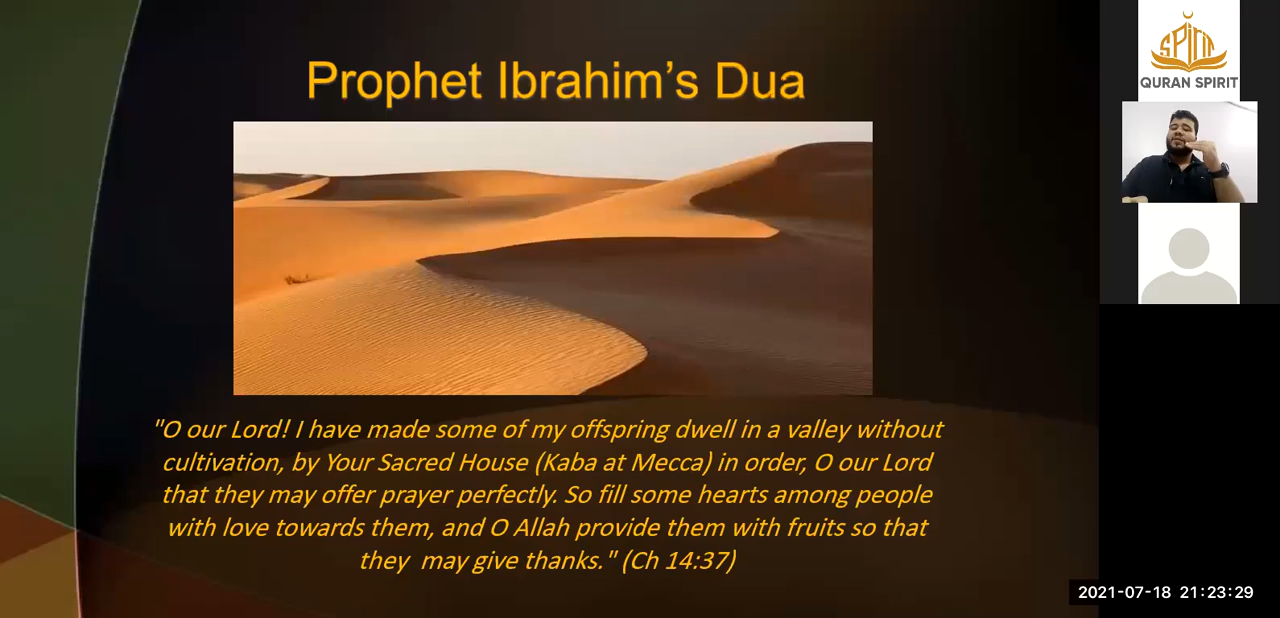 Prophet Ibrahim's Dua
"O our Lord! I have made some of my offspring dwell in a valley without
cultivation, by Your Sacred House (Kaba at Mecca) in order, O our Lord
that they may offer prayer perfectly. So fill some hearts among people
with love towards them, and O Allah provide them with fruits so that
they  may give thanks." (Ch 14:37)
SPIRIT
QURAN SPIRIT
2021-07-18 21:23:29